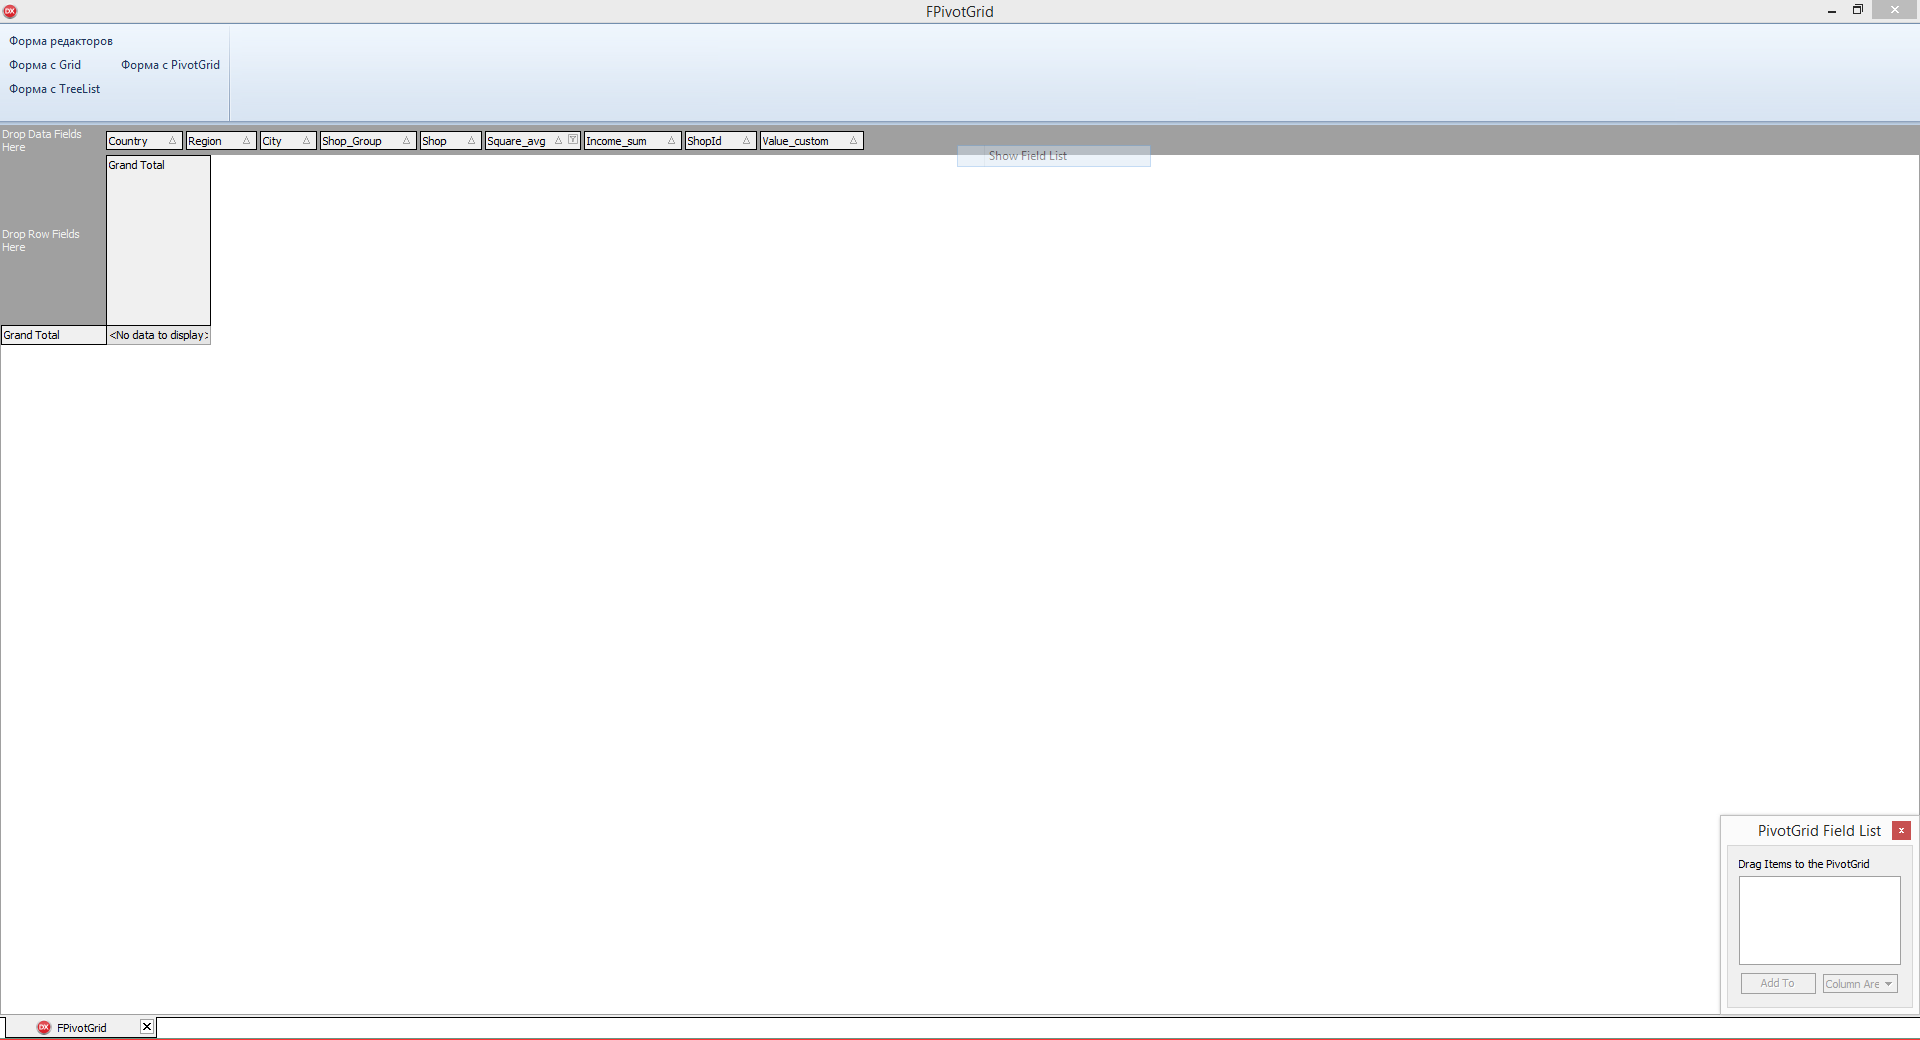 FPivotGrid
Форма редакторов
Форма с Grid Форма с PivotGrid
Форма с TreeList
Drop Data Fields
Here
Country Region City Shop_Group Shop Square_avg Income_sum ShopId Value_custom
Show Field List
Grand Total
Drop Row Fields
Here
Grand Total <No data to display>
PivotGrid Field List
Drag Items to the PivotGrid
Add To Column Are
FPivotGrid